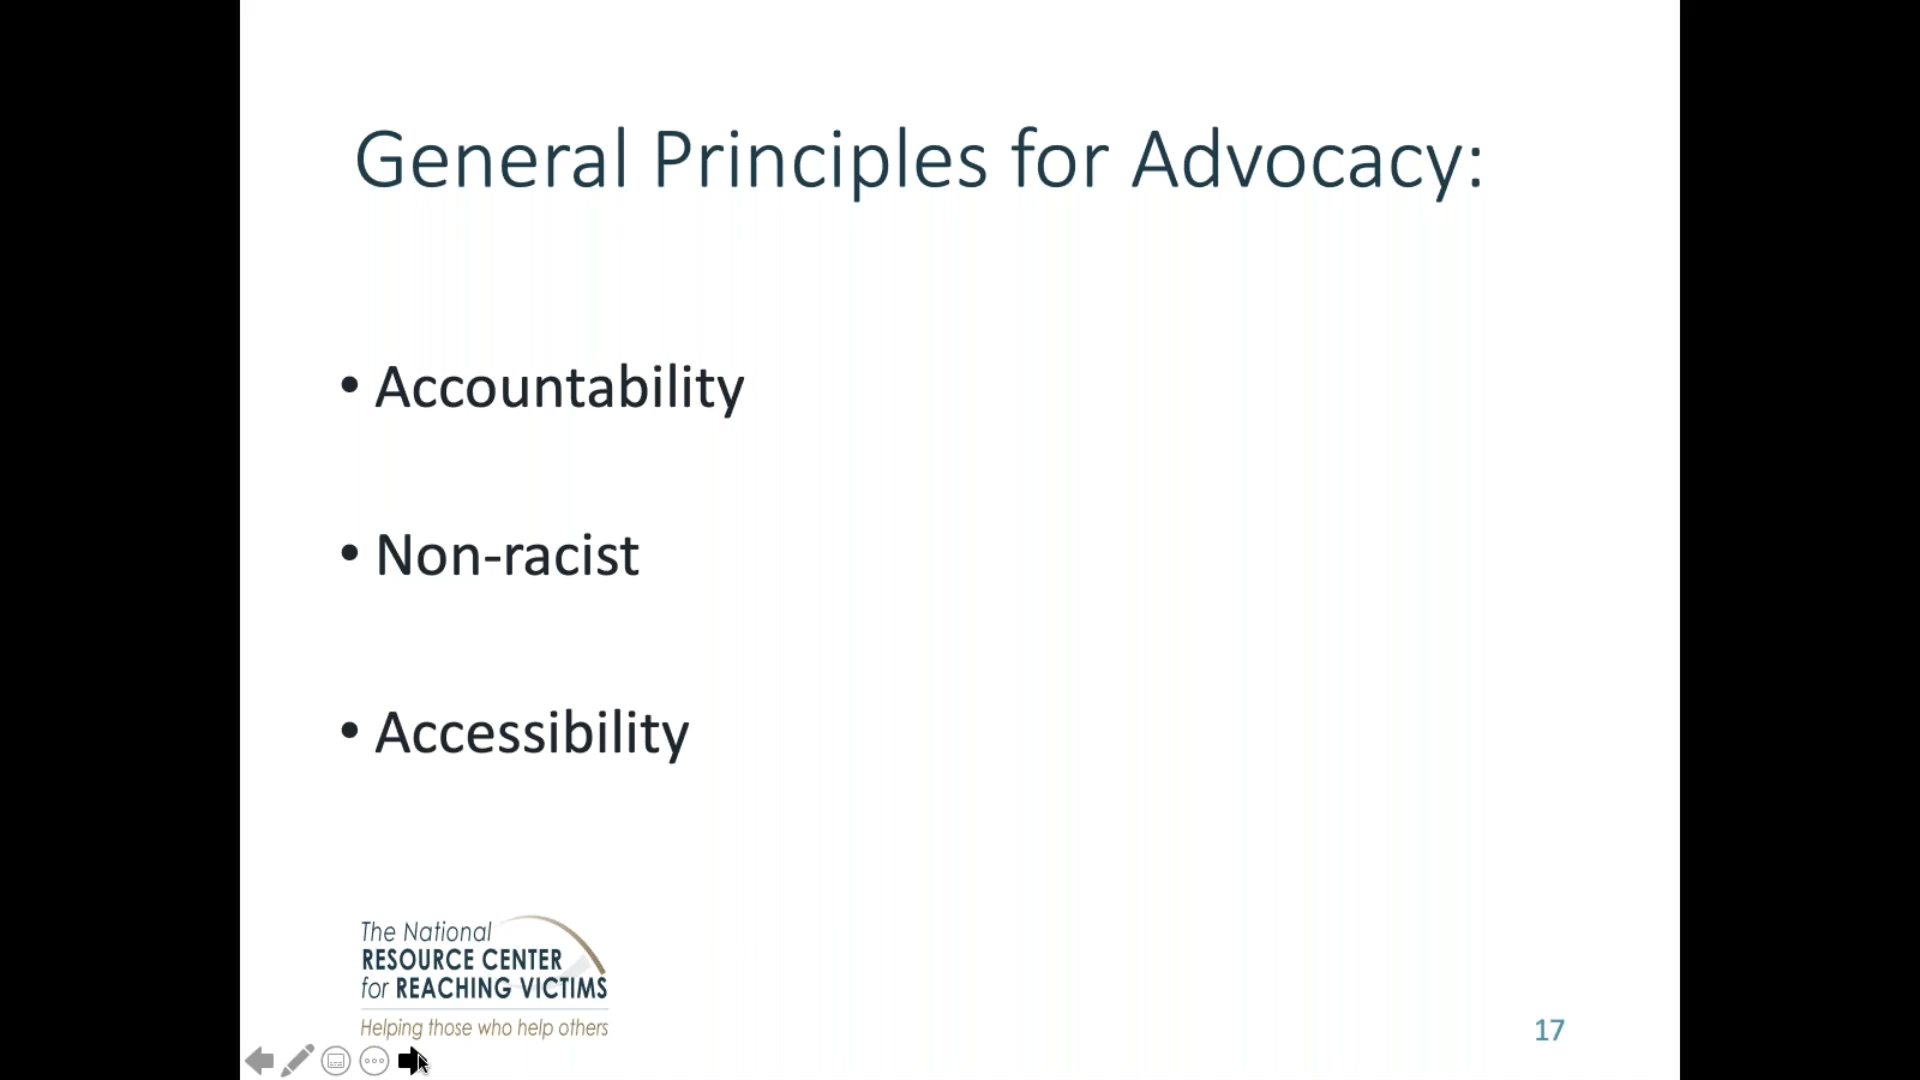 General Principles for Advocacy:
• Accountability
• Non-racist
• Accessibility
The National
RESOURCE CENTER
for REACHING VICTIMS
Helping those who help others
17